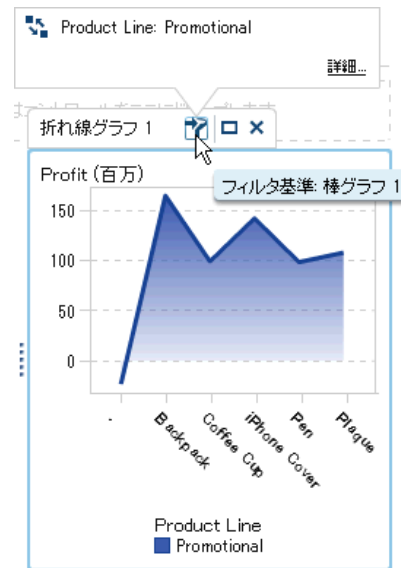 Product Line: Promotional
詳細...
折れ線グラフ 1
フィルタ基準: 棒グラフ 1
Profit (百万)
150
100
50
0
.
Backpack
Coffee Cup
iPhone Cover
Pen
Plaque
Product Line
Promotional